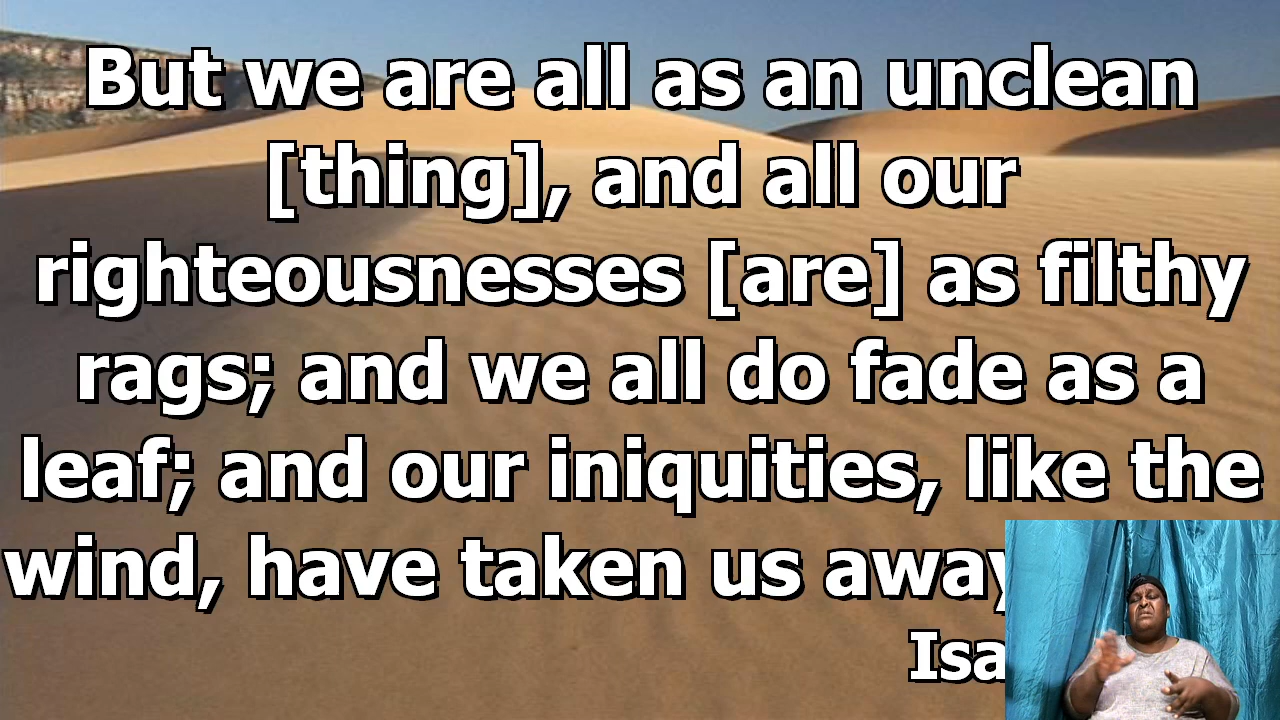 But we are all as an unclean
[thing], and all our
righteousnesses [are] as filthy
rags; and we all do fade as a
leaf; and our iniquities, like the
wind, have taken us away
Isa